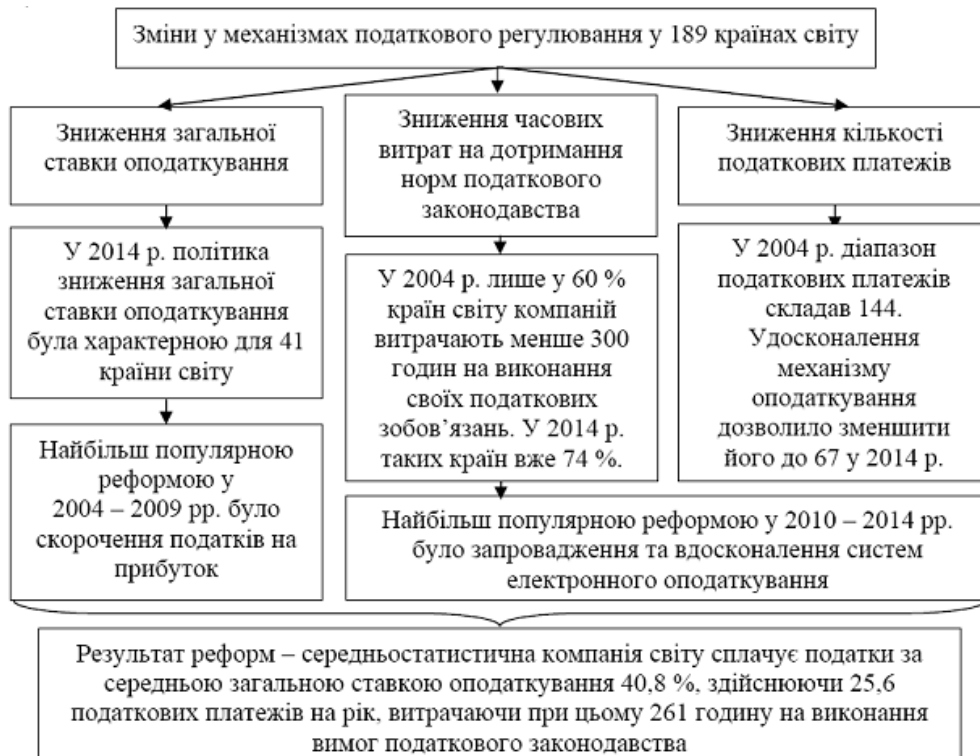 Зміни у механізмах податкового регулювання у 189 країнах світу
Зниження загальної
ставки оподаткування
Зниження часових
витрат на дотримання
норм податкового
законодавства
Зниження кількості
податкових платежів
У 2014 р. політика
зниження загальної
ставки оподаткування
була характерною для 41
країни світу
У 2004 р. лише у 60 %
країн світу компаній
витрачають менше 300
годин на виконання
своїх податкових
зобов’язань. У 2014 р.
таких країн вже 74 %.
У 2004 р. діапазон
податкових платежів
складав 144.
Удосконалення
механізму
оподаткування
дозволило зменшити
його до 67 у 2014 р.
Найбільш популярною
реформою у
2004 – 2009 рр. було
скорочення податків на
прибуток
Найбільш популярною реформою у 2010 – 2014 рр.
було запровадження та вдосконалення систем
електронного оподаткування
Результат реформ – середньостатистична компанія світу сплачує податки за
середньою загальною ставкою оподаткування 40,8 %, здійснюючи 25,6
податкових платежів на рік, витрачаючи при цьому 261 годину на виконання
вимог податкового законодавства